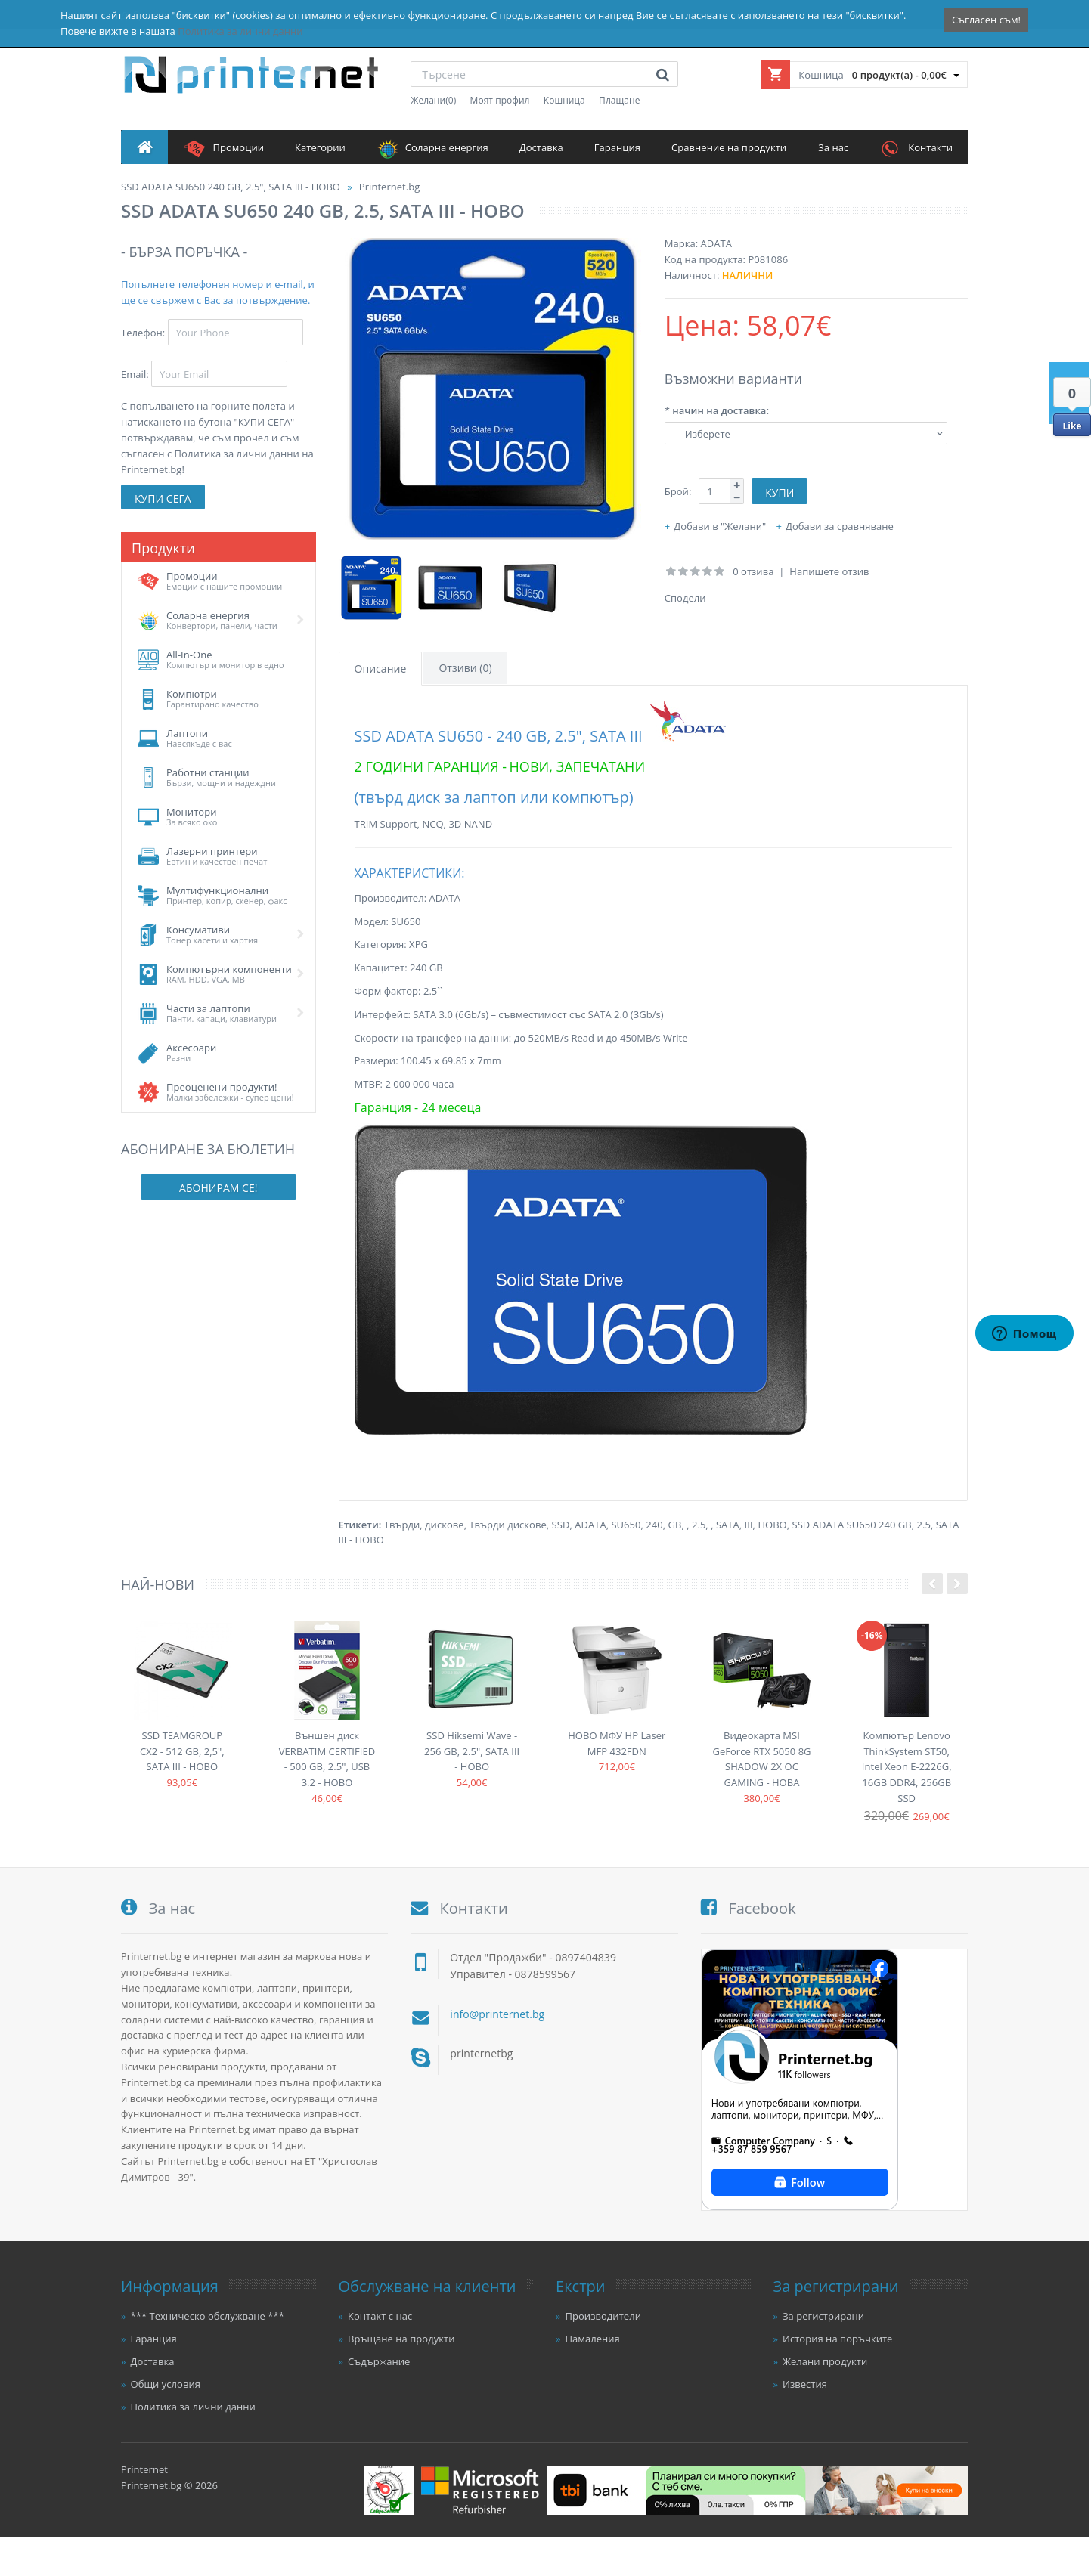 Нашият сайт използва "бисквитки" (cookies) за оптимално и ефективно функциониране. С продължаването си напред Вие се съгласявате с използването на тези "бисквитки".
Повече вижте в нашата
Съгласен съм!
printernet
Търсене
Желани(0) Моят профил Кошница Плащане
Кошница - 0 продукт(а) - 0,00€
Промоции Категории Соларна енергия Доставка Гаранция Сравнение на продукти За нас Контакти
SSD ADATA SU650 240 GB, 2.5", SATA III - НОВО » Printernet.bg
SSD ADATA SU650 240 GB, 2.5, SATA III - НОВО
- БЪРЗА ПОРЪЧКА -
Попълнете телефонен номер и e-mail, и
ще се свържем с Вас за потвърждение.
Телефон: Your Phone
Email: Your Email
С попълването на горните полета и
натискането на бутона "КУПИ СЕГА"
потвърждавам, че съм прочел и съм
съгласен с Политика за лични данни на
Printernet.bg!
КУПИ СЕГА
Продукти
Промоции
Емоции с нашите промоции
Соларна енергия
Конвертори, панели, части
All-In-One
Компютър и монитор в едно
Компютри
Гарантирано качество
Лаптопи
Навсякъде с вас
Работни станции
Бързи, мощни и надеждни
Монитори
За всяко око
Лазерни принтери
Евтин и качествен печат
Мултифункционални
Принтер, копир, скенер, факс
Консумативи
Тонер касети и хартия
Компютърни компоненти
RAM, HDD, VGA, MB
Части за лаптопи
Панти. капаци, клавиатури
Аксесоари
Разни
Преоценени продукти!
Малки забележки - супер цени!
АБОНИРАНЕ ЗА БЮЛЕТИН
АБОНИРАМ СЕ!
Speed up to
520
MB/s
ADATA
240GB
SU650
2.5" SATA 6Gb/s
ADATA
Solid State Drive
SU650
Марка: ADATA
Код на продукта: P081086
Наличност: НАЛИЧНИ
Цена: 58,07€
Възможни варианти
* начин на доставка:
--- Изберете ---
Брой: 1 КУПИ
+ Добави в "Желани" + Добави за сравняване
0 отзива | Напишете отзив
Сподели
0
Like
Описание Отзиви (0)
SSD ADATA SU650 - 240 GB, 2.5", SATA III ADATA
2 ГОДИНИ ГАРАНЦИЯ - НОВИ, ЗАПЕЧАТАНИ
(твърд диск за лаптоп или компютър)
TRIM Support, NCQ, 3D NAND
ХАРАКТЕРИСТИКИ:
Производител: ADATA
Модел: SU650
Категория: XPG
Капацитет: 240 GB
Форм фактор: 2.5``
Интерфейс: SATA 3.0 (6Gb/s) – съвместимост със SATA 2.0 (3Gb/s)
Скорости на трансфер на данни: до 520MB/s Read и до 450MB/s Write
Размери: 100.45 x 69.85 x 7mm
MTBF: 2 000 000 часа
Гаранция - 24 месеца
ADATA
Solid State Drive
SU650
Помощ
Етикети: Твърди, дискове, Твърди дискове, SSD, ADATA, SU650, 240, GB, , 2.5, , SATA, III, НОВО, SSD ADATA SU650 240 GB, 2.5, SATA
III - НОВО
НАЙ-НОВИ
SSD TEAMGROUP
CX2 - 512 GB, 2,5",
SATA III - НОВО
93,05€
Външен диск
VERBATIM CERTIFIED
- 500 GB, 2.5", USB
3.2 - НОВО
46,00€
SSD Hiksemi Wave -
256 GB, 2.5", SATA III
- НОВО
54,00€
НОВО МФУ HP Laser
MFP 432FDN
712,00€
Видеокарта MSI
GeForce RTX 5050 8G
SHADOW 2X OC
GAMING - НОВА
380,00€
-16%
Компютър Lenovo
ThinkSystem ST50,
Intel Xeon E-2226G,
16GB DDR4, 256GB
SSD
320,00€ 269,00€
За нас
Printernet.bg е интернет магазин за маркова нова и
употребявана техника.
Ние предлагаме компютри, лаптопи, принтери,
монитори, консумативи, аксесоари и компоненти за
соларни системи с най-високо качество, гаранция и
доставка с преглед и тест до адрес на клиента или
офис на куриерска фирма.
Всички реновирани продукти, продавани от
Printernet.bg са преминали през пълна профилактика
и всички необходими тестове, осигуряващи отлична
функционалност и пълна техническа изправност.
Клиентите на Printernet.bg имат право да върнат
закупените продукти в срок от 14 дни.
Сайтът Printernet.bg е собственост на ЕТ "Христослав
Димитров - 39".
Контакти
Отдел "Продажби" - 0897404839
Управител - 0878599567
info@printernet.bg
printernetbg
Facebook
PRINTERNET.BG
НОВА И УПОТРЕБЯВАНА
КОМПЮТЪРНА И ОФИС
ТЕХНИКА
Printernet.bg
11K followers
Нови и употребявани компютри,
лаптопи, монитори, принтери, МФУ,...
Computer Company · $ ·
+359 87 859 9567
Follow
Информация
» *** Техническо обслужване ***
» Гаранция
» Доставка
» Общи условия
» Политика за лични данни
Обслужване на клиенти
» Контакт с нас
» Връщане на продукти
» Съдържание
Екстри
» Производители
» Намаления
За регистрирани
» За регистрирани
» История на поръчките
» Желани продукти
» Известия
Printernet
Printernet.bg © 2026
Microsoft
REGISTERED
Refurbisher
tbi bank
Планирал си много покупки?
С теб сме.
0% лихва 0лв. такси 0% ГПР
Купи на вноски